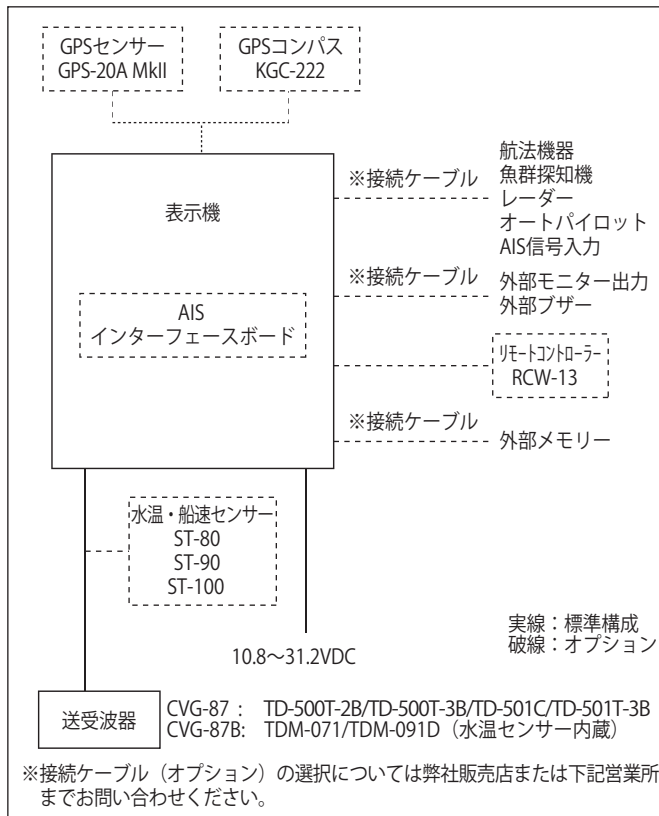 GPSセンサー
GPS-20A MkII
GPSコンパス
KGC-222
表示機
AIS
インターフェースボード
※接続ケーブル
航法機器
魚群探知機
レーダー
オートパイロット
AIS信号入力
※接続ケーブル
外部モニター出力
外部ブザー
リモートコントローラー
RCW-13
※接続ケーブル
外部メモリー
水温・船速センサー
ST-80
ST-90
ST-100
10.8～31.2VDC
実線：標準構成
破線：オプション
送受波器
CVG-87 : TD-500T-2B/TD-500T-3B/TD-501C/TD-501T-3B
CVG-87B: TDM-071/TDM-091D（水温センサー内蔵）
※接続ケーブル（オプション）の選択については弊社販売店または下記営業所
までお問い合わせください。